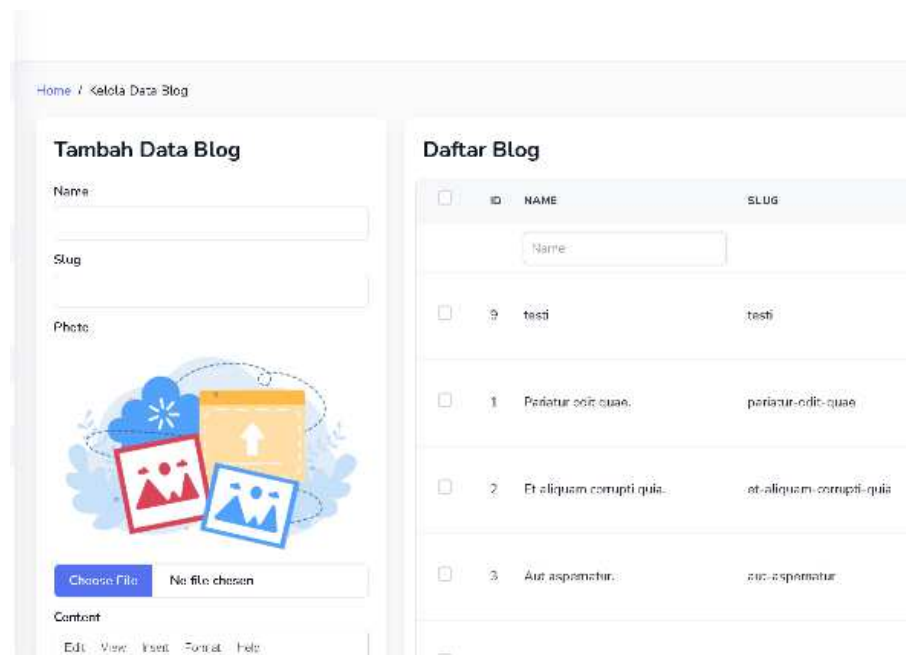 Home / Kelola Data Blog
Tambah Data Blog
Name
Slug
Photo
Choose File No file chosen
Content
Edit View Insert Format Help
Daftar Blog
ID NAME SLUG
Name
9 testi testi
1 Pariatur odit quae. pariatur-odit-quae
2 Et aliquam corrupti quia. et-aliquam-corrupti-quia
3 Aut aspernatur. aut-aspernatur